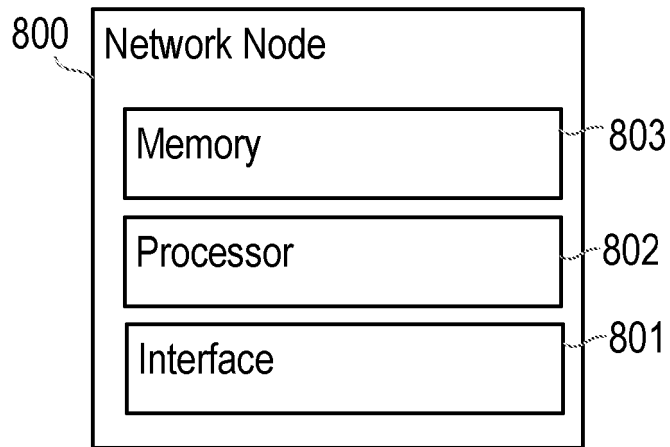 800
Network Node
Memory
803
Processor
802
Interface
801